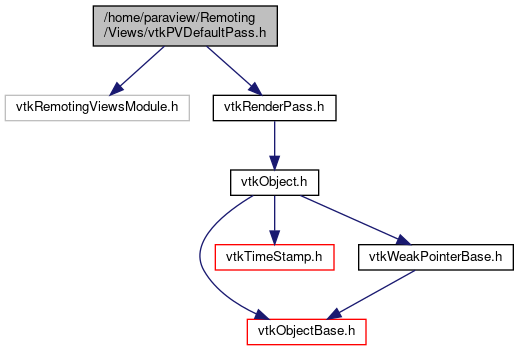 /home/paraview/Remoting
/Views/vtkPVDefaultPass.h
vtkRemotingViewsModule.h
vtkRenderPass.h
vtkObject.h
vtkTimeStamp.h
vtkWeakPointerBase.h
vtkObjectBase.h